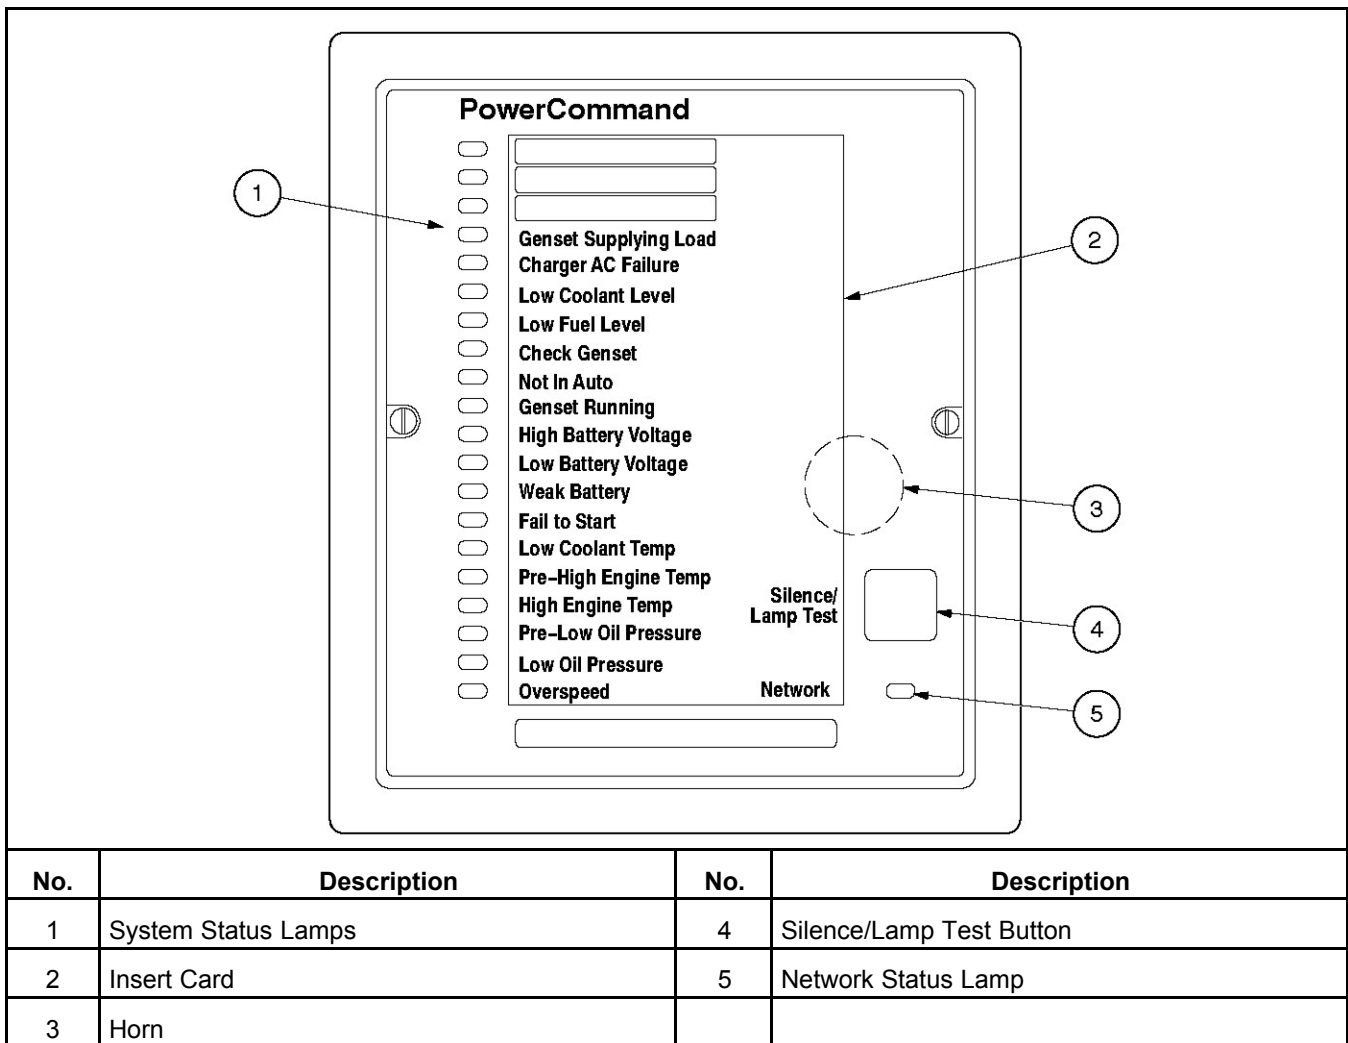 PowerCommand
1
Genset Supplying Load
2
Charger AC Failure
Low Coolant Level
Low Fuel Level
Check Genset
Not In Auto
Genset Running
High Battery Voltage
Low Battery Voltage
Weak Battery
3
Fail to Start
Low Coolant Temp
Pre-High Engine Temp
High Engine Temp
Silence/
Lamp Test
4
Pre-Low Oil Pressure
Low Oil Pressure
Overspeed
Network
5
No. Description No. Description
1 System Status Lamps 4 Silence/Lamp Test Button
2 Insert Card 5 Network Status Lamp
3 Horn